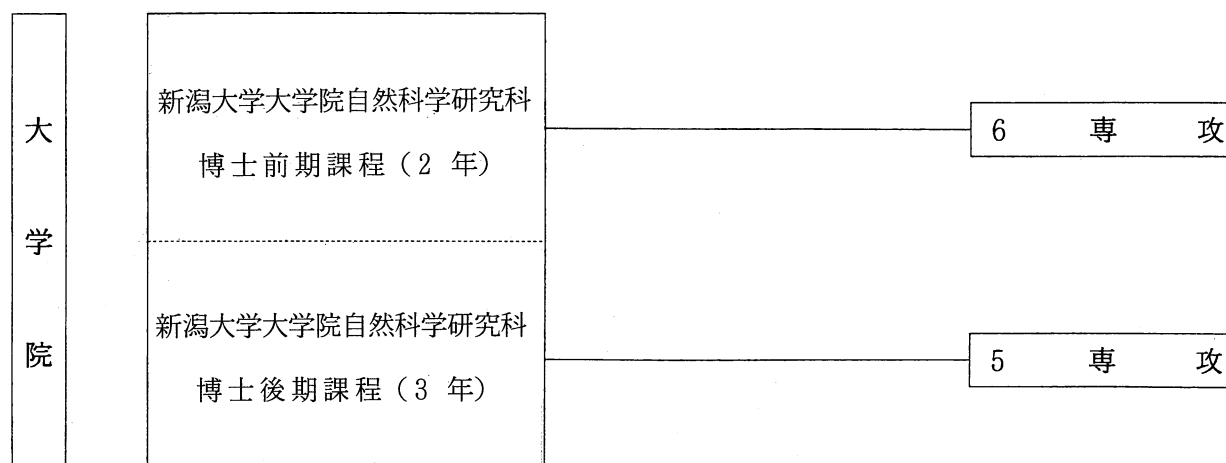 大学院
新潟大学大学院自然科学研究科
博士前期課程(2 年)
6 専攻
新潟大学大学院自然科学研究科
博士後期課程(3 年)
5 専攻